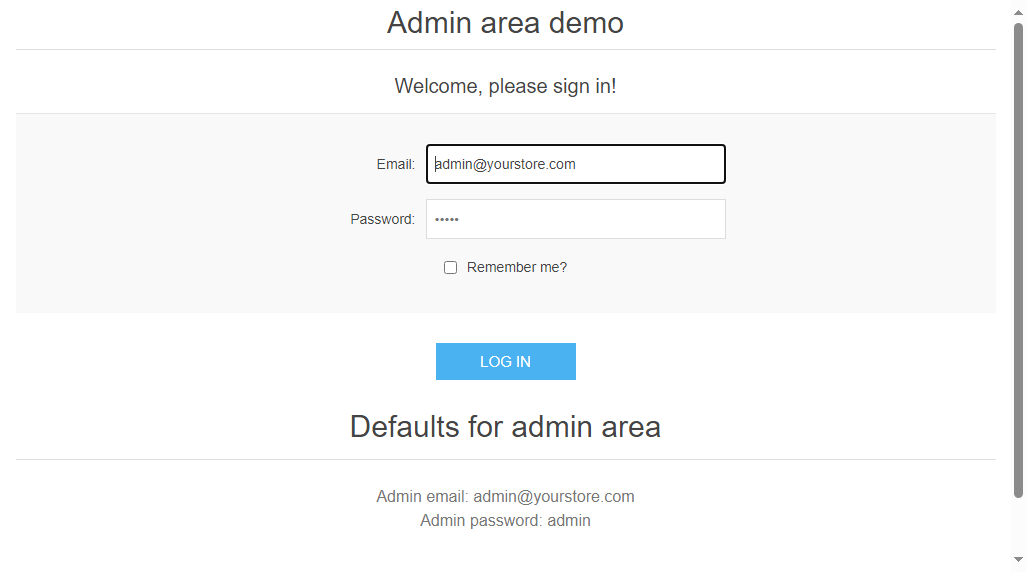 Admin area demo
Welcome, please sign in!
Email: admin@yourstore.com
Password: •••••
Remember me?
LOG IN
Defaults for admin area
Admin email: admin@yourstore.com
Admin password: admin